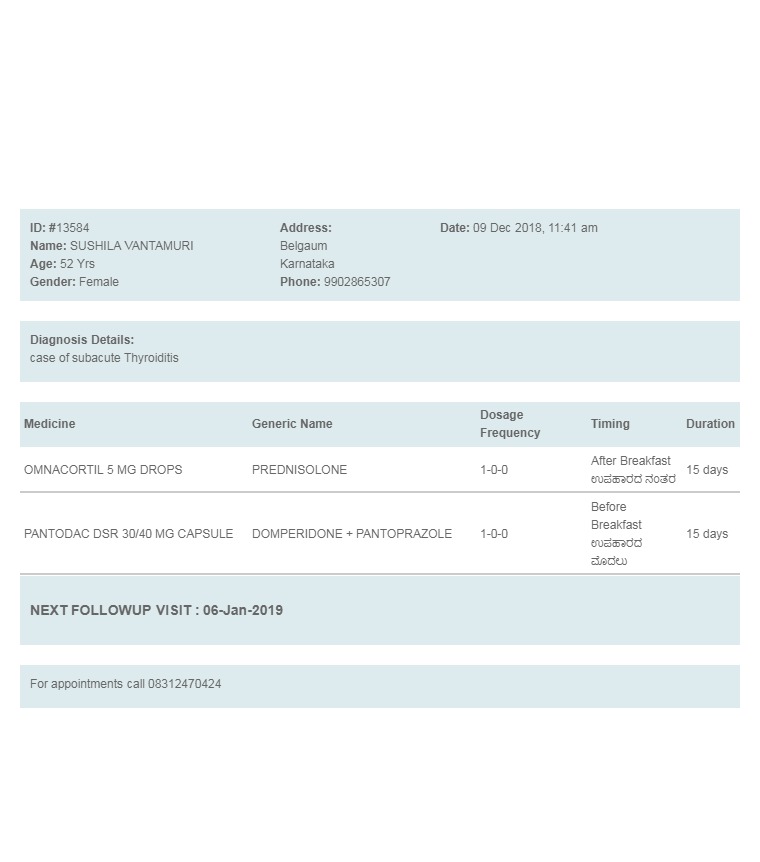 ID: #13584
Name: SUSHILA VANTAMURI
Age: 52 Yrs
Gender: Female
Address:
Belgaum
Karnataka
Phone: 9902865307
Date: 09 Dec 2018, 11:41 am
Diagnosis Details:
case of subacute Thyroiditis
Medicine Generic Name Dosage Frequency Timing Duration
OMNACORTIL 5 MG DROPS PREDNISOLONE 1-0-0 After Breakfast 15 days
ಉಪಹಾರದ ನಂತರ
PANTODAC DSR 30/40 MG CAPSULE DOMPERIDONE + PANTOPRAZOLE 1-0-0 Before Breakfast 15 days
ಉಪಹಾರದ
ಮೊದಲು
NEXT FOLLOWUP VISIT : 06-Jan-2019
For appointments call 08312470424